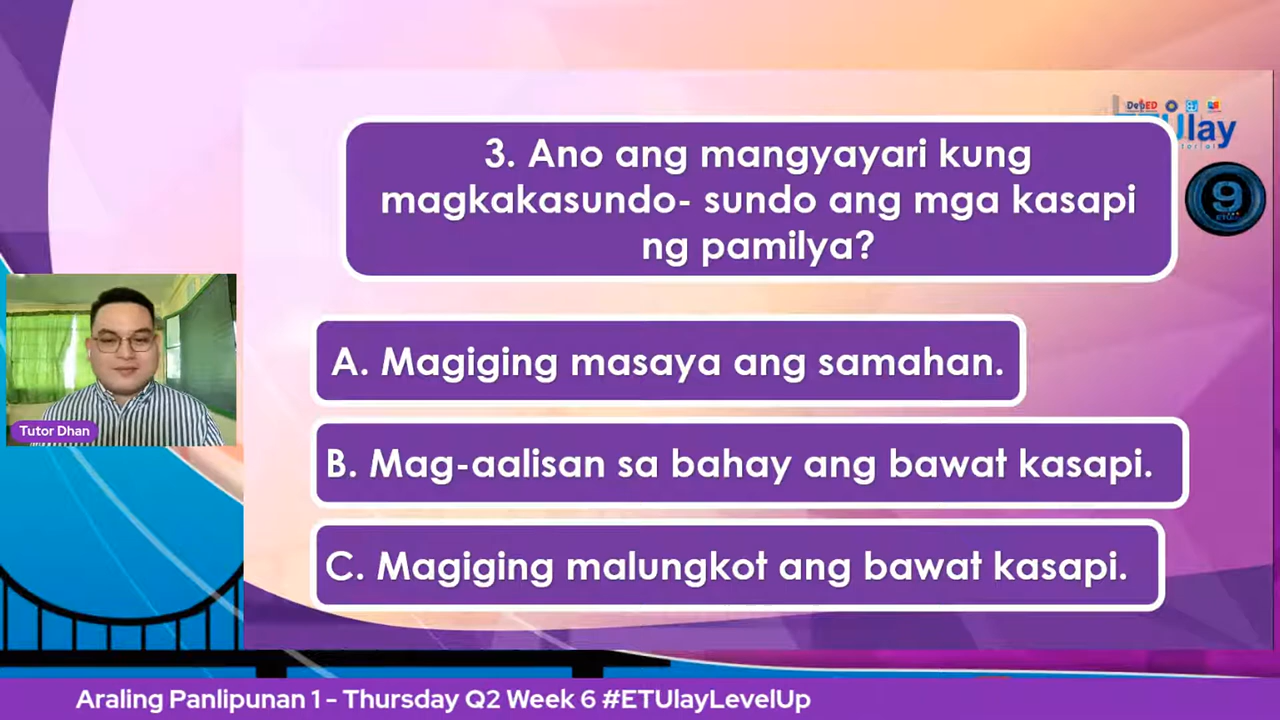 DepED
ETUlay
3. Ano ang mangyayari kung
magkakasundo- sundo ang mga kasapi
ng pamilya?
9
A. Magiging masaya ang samahan.
B. Mag-aalisan sa bahay ang bawat kasapi.
C. Magiging malungkot ang bawat kasapi.
Tutor Dhan
Araling Panlipunan 1 - Thursday Q2 Week 6 #ETUlayLevelUp